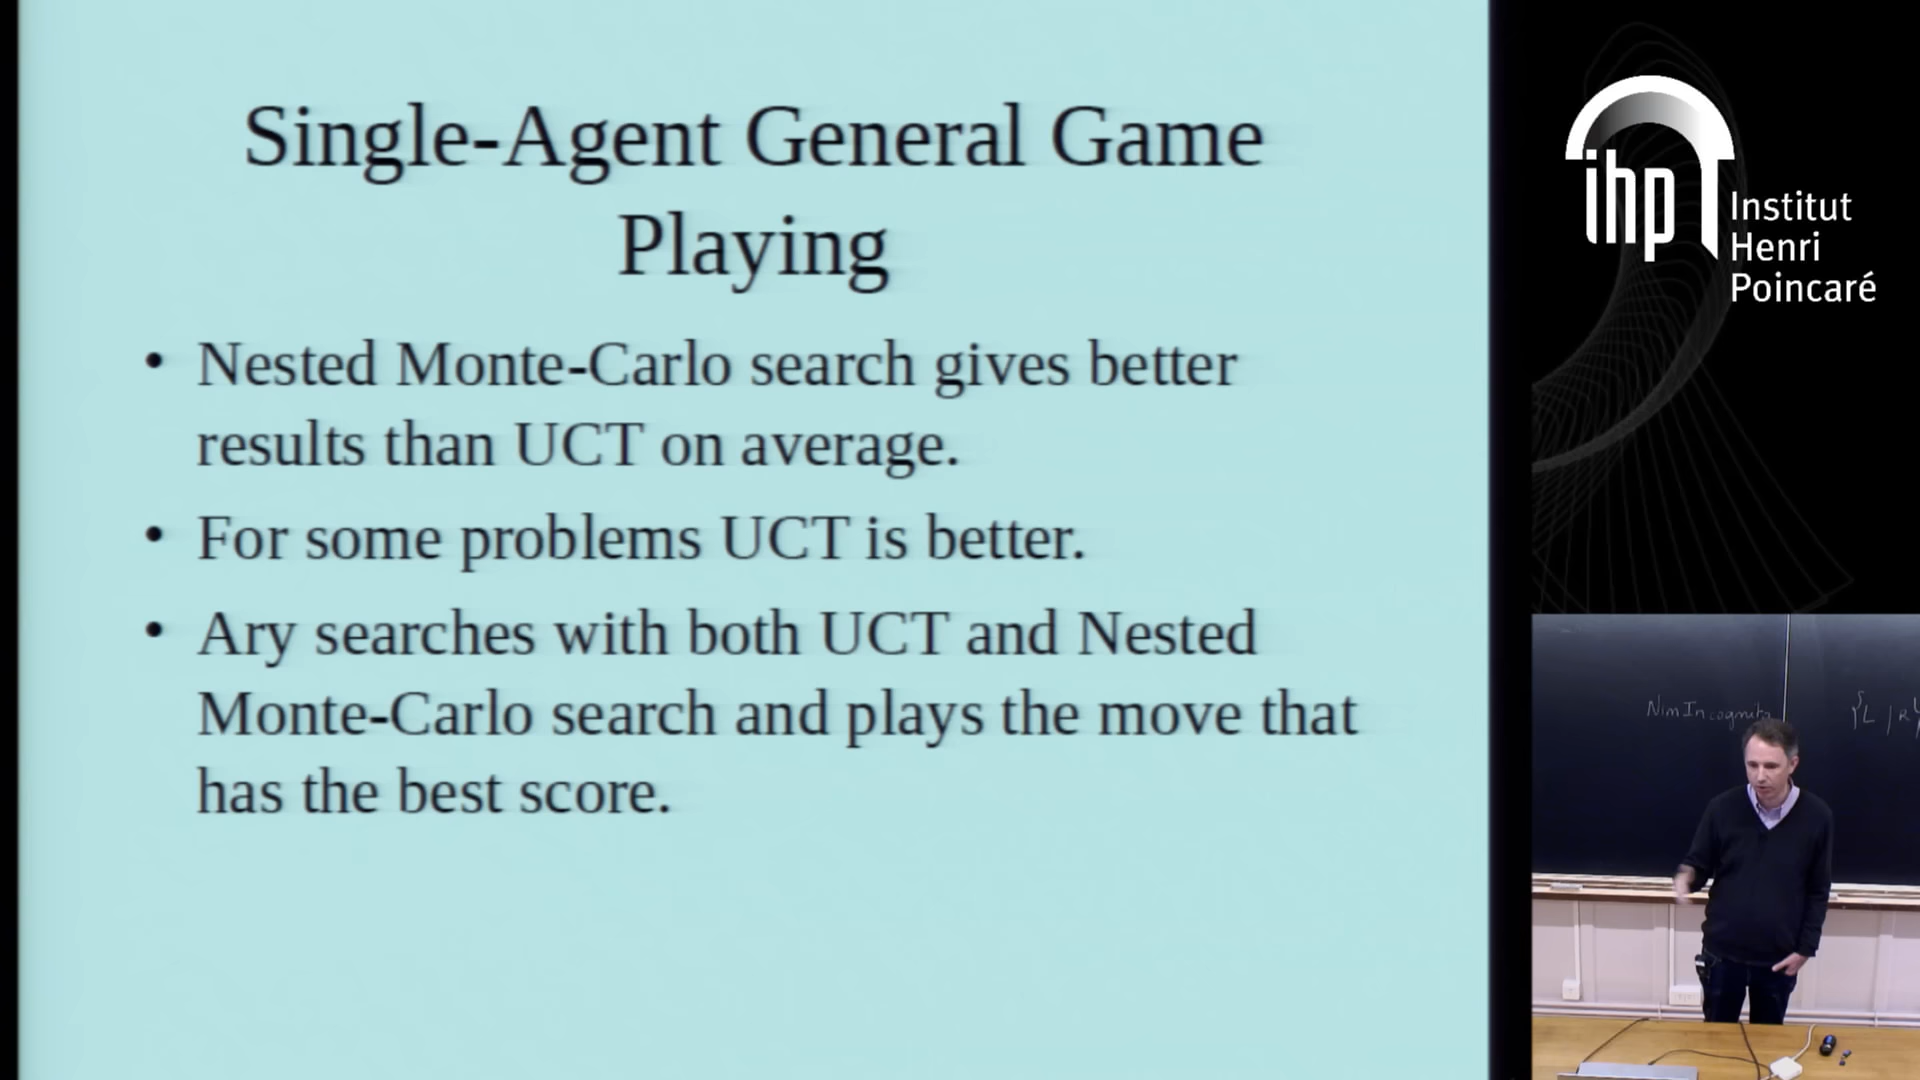 Single-Agent General Game
Playing
• Nested Monte-Carlo search gives better
results than UCT on average.
• For some problems UCT is better.
• Ary searches with both UCT and Nested
Monte-Carlo search and plays the move that
has the best score.
ihp
Institut
Henri
Poincaré
NimIncognito